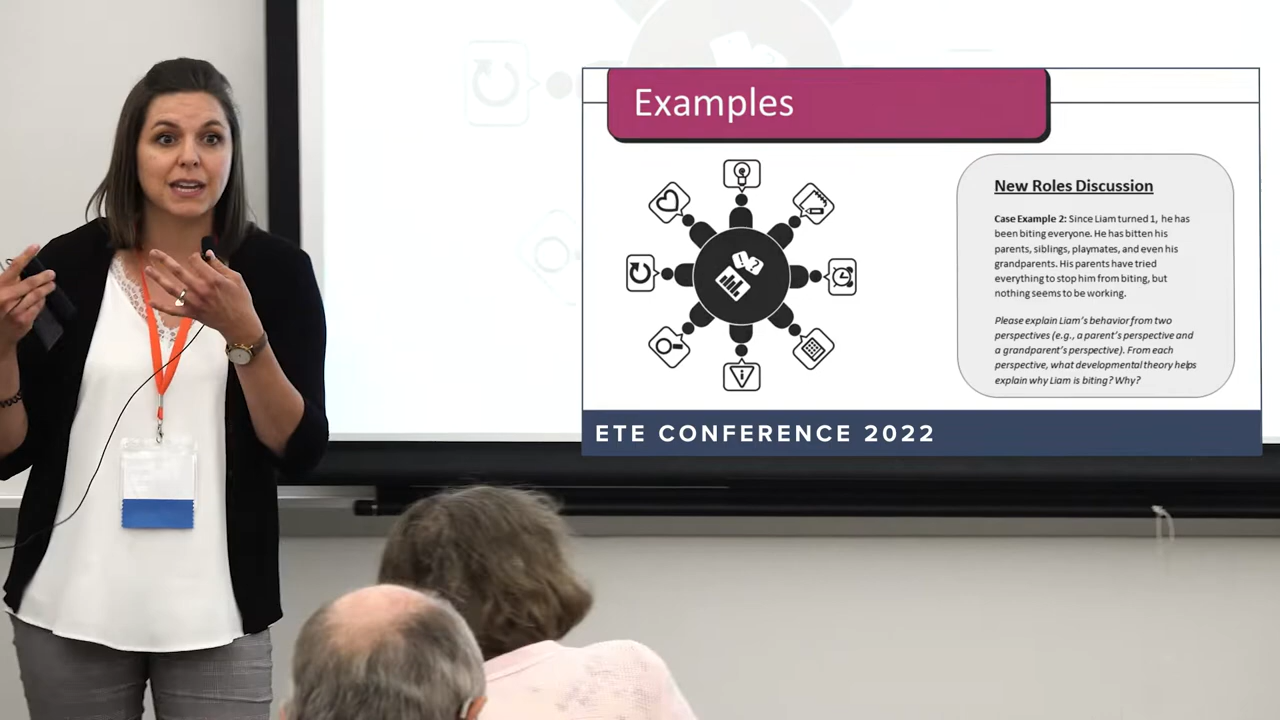 Examples
New Roles Discussion
Case Example 2: Since Liam turned 1, he has
been biting everyone. He has bitten his
parents, siblings, playmates, and even his
grandparents. His parents have tried
everything to stop him from biting, but
nothing seems to be working.
Please explain Liam's behavior from two
perspectives (e.g., a parent's perspective and
a grandparent's perspective). From each
perspective, what developmental theory helps
explain why Liam is biting? Why?
ETE CONFERENCE 2022